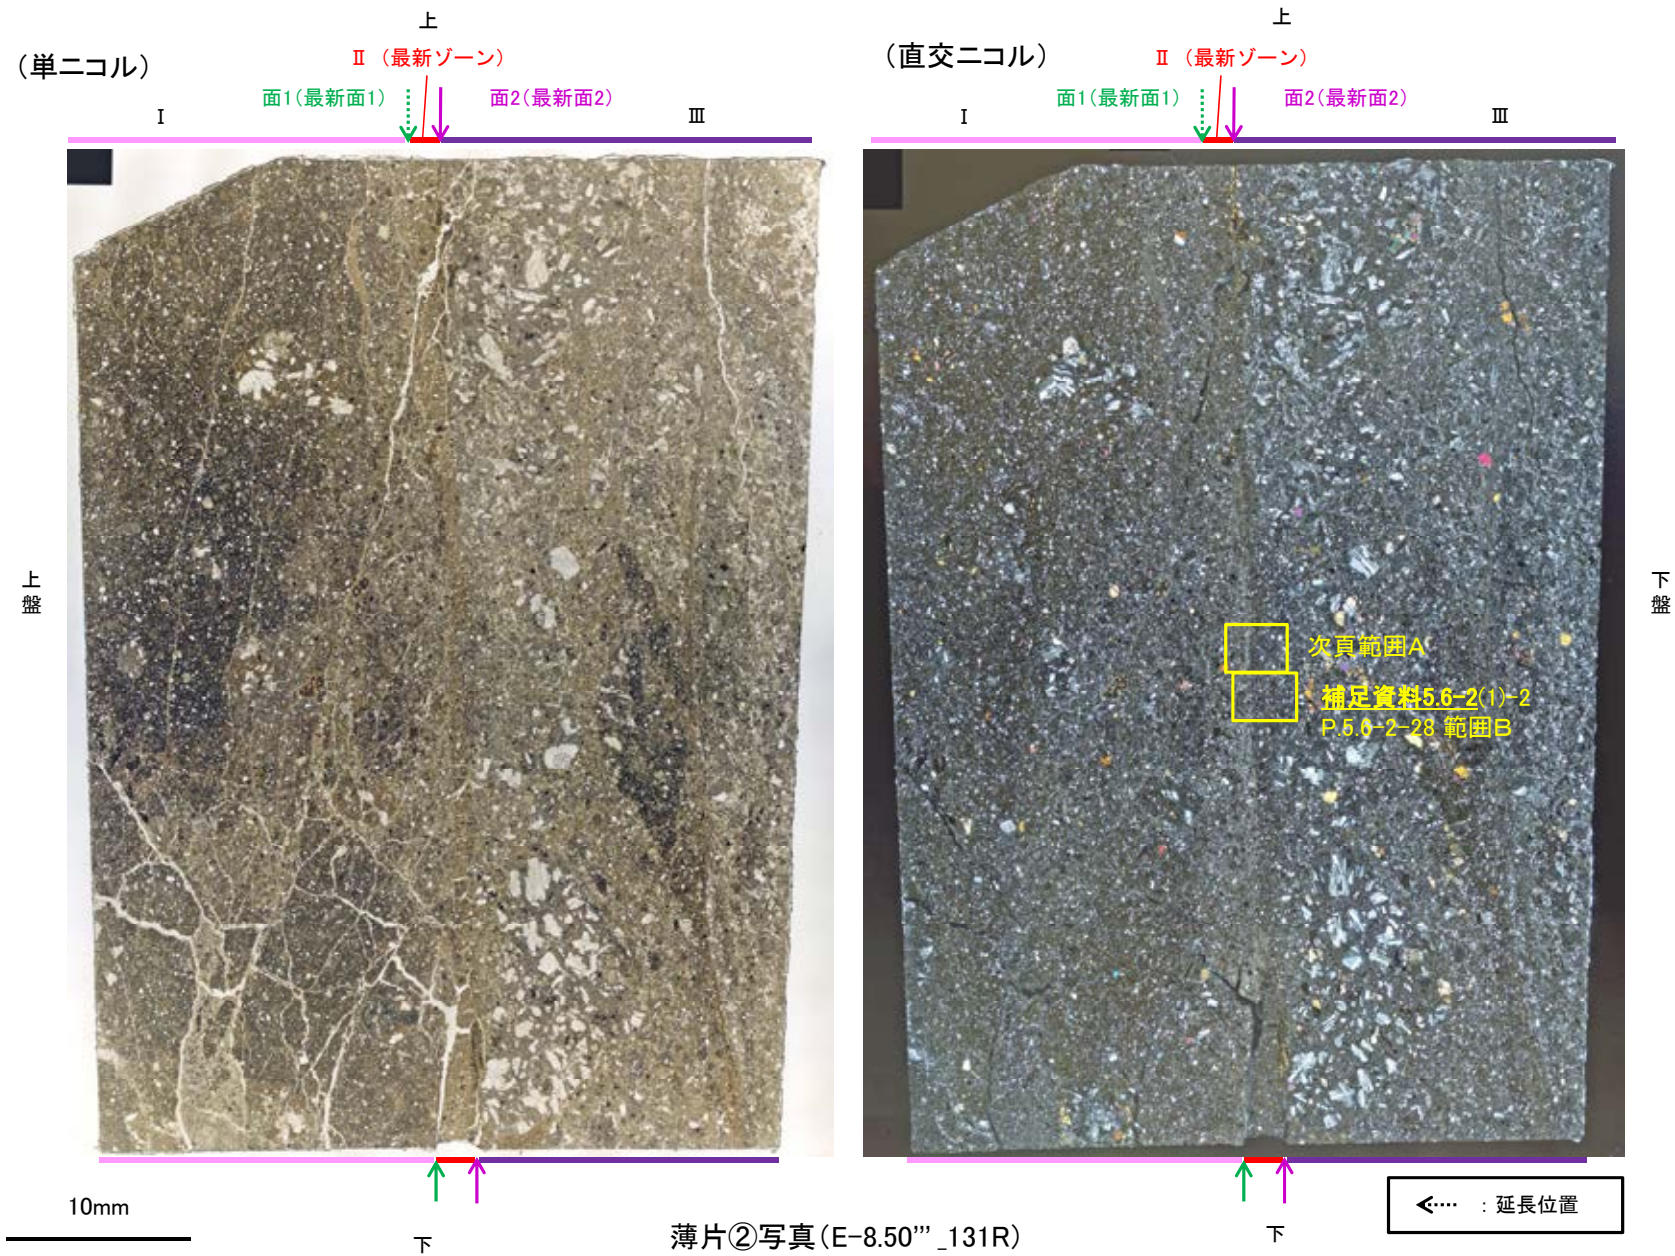 上
上
(単ニコル)
Ⅱ (最新ゾーン)
面1(最新面1)
面2(最新面2)
Ⅰ
Ⅲ
(直交ニコル)
Ⅱ (最新ゾーン)
面1(最新面1)
面2(最新面2)
Ⅰ
Ⅲ
上盤
下盤
次頁範囲A
補足資料5.6-2(1)-2
P.5.6-2-28 範囲B
10mm
下
薄片②写真(E-8.50’’’_131R)
下
:延長位置